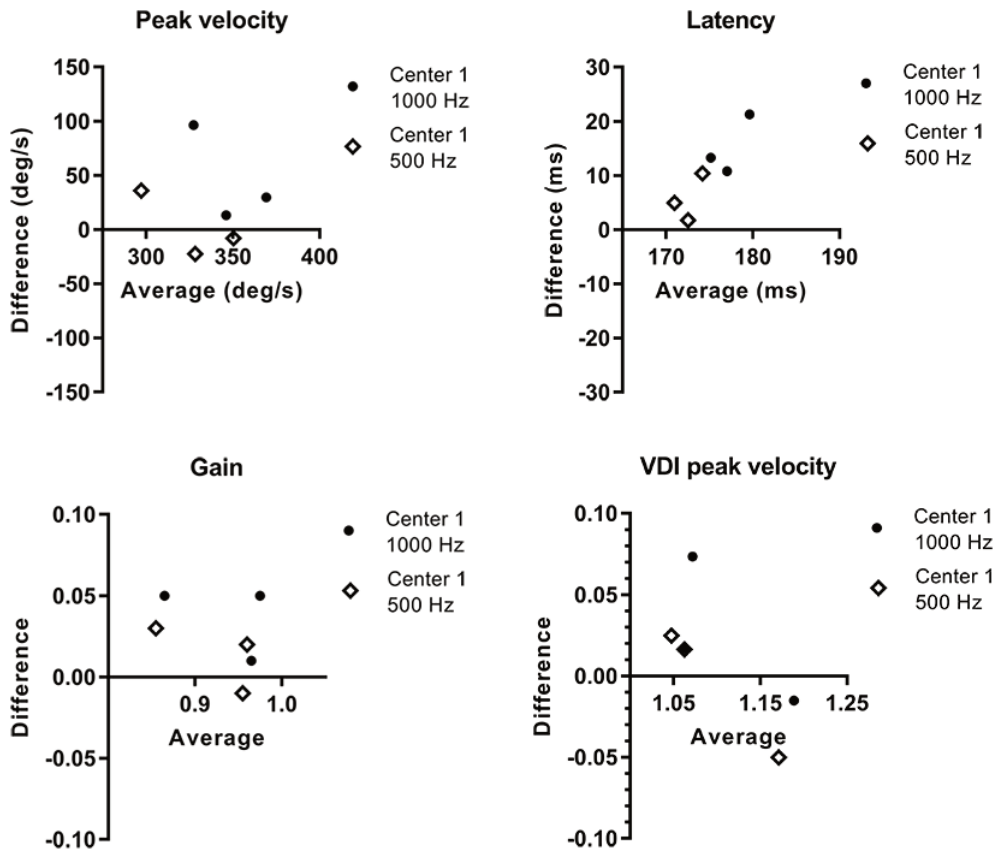 Peak velocity
150
100
50
0
-50
-100
-150
300
350
400
Average (deg/s)
Difference (deg/s)
Center 1
1000 Hz
Center 1
500 Hz
Latency
30
20
10
0
-10
-20
-30
170
180
190
Average (ms)
Difference (ms)
Center 1
1000 Hz
Center 1
500 Hz
Gain
0.10
0.05
0.00
-0.05
-0.10
0.9
1.0
Average
Difference
Center 1
1000 Hz
Center 1
500 Hz
VDI peak velocity
0.10
0.05
0.00
-0.05
-0.10
1.05
1.15
1.25
Average
Difference
Center 1
1000 Hz
Center 1
500 Hz